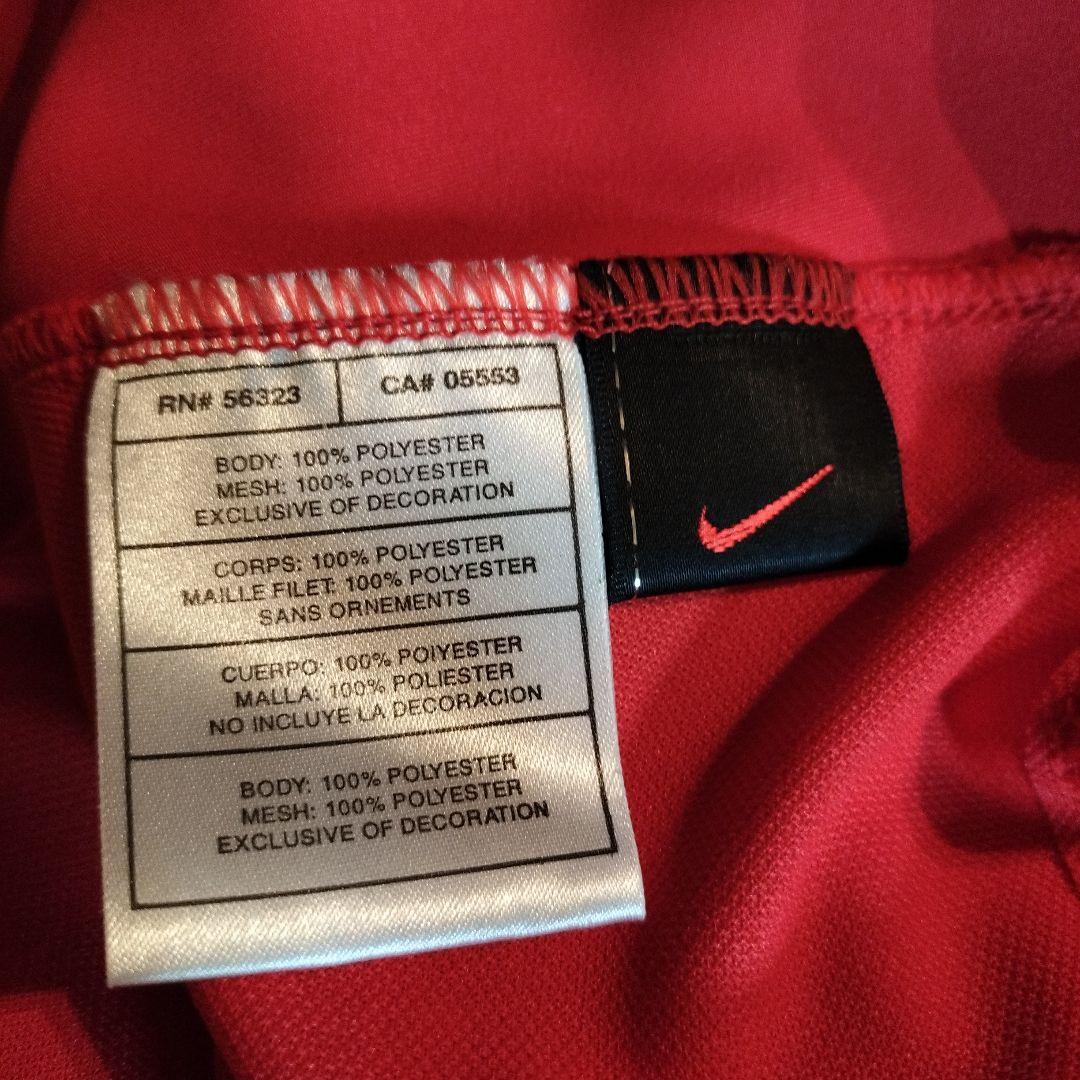 RN# 56323
CA# 05553
BODY: 100% POLYESTER
MESH: 100% POLYESTER
EXCLUSIVE OF DECORATION
CORPS: 100% POLYESTER
MAILLE FILET: 100% POLYESTER
SANS ORNEMENTS
CUERPO: 100% POIYESTER
MALLA: 100% POLIESTER
NO INCLUYE LA DECORACION
BODY: 100% POLYESTER
MESH: 100% POLYESTER
EXCLUSIVE OF DECORATION